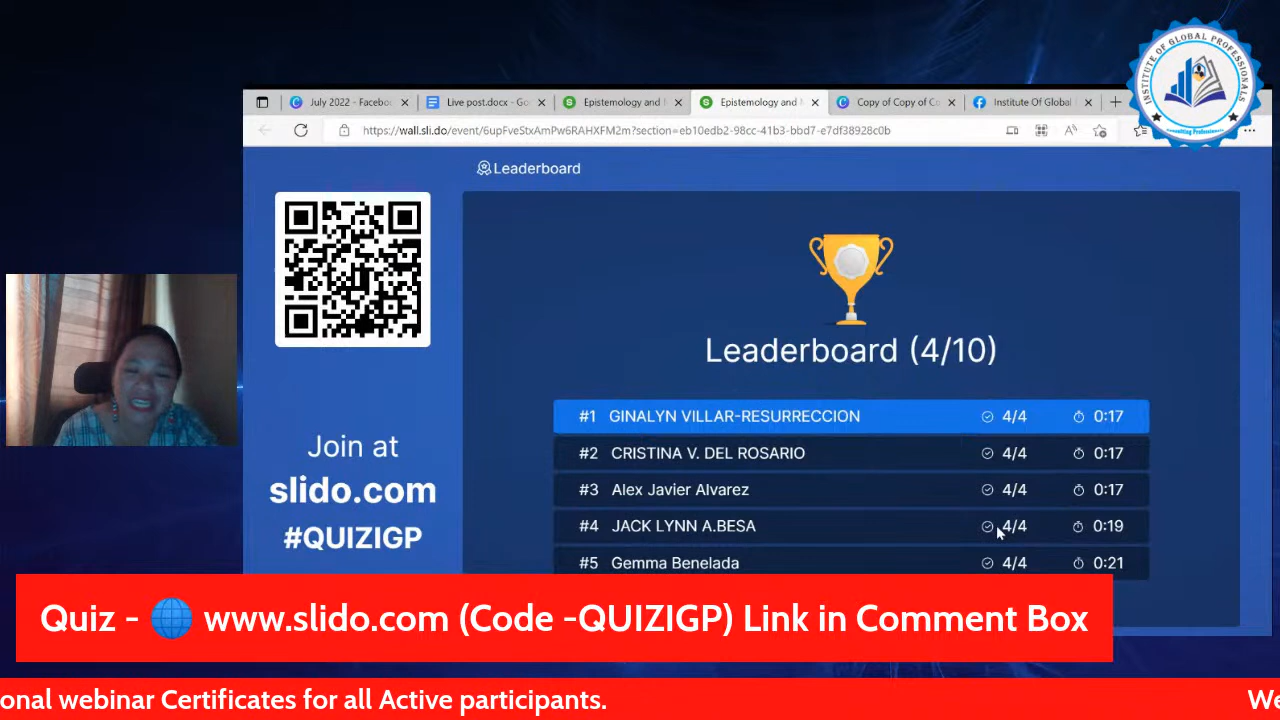 INSTITUTE OF GLOBAL PROFESSIONALS
Consulting Professionals
July 2022 - Faceboo
Live post.docx - Go
Epistemology and
Epistemology and
Copy of Copy of Co
Institute Of Global
https://wall.sli.do/event/6upFveStxAmPw6RAHXFM2m?section=eb10edb2-98cc-41b3-bbd7-e7df38928c0b
Leaderboard
Leaderboard (4/10)
#1 GINALYN VILLAR-RESURRECCION 4/4 0:17
#2 CRISTINA V. DEL ROSARIO 4/4 0:17
#3 Alex Javier Alvarez 4/4 0:17
#4 JACK LYNN A.BESA 4/4 0:19
#5 Gemma Benelada 4/4 0:21
Join at
slido.com
#QUIZIGP
Quiz - 🌐 www.slido.com (Code -QUIZIGP) Link in Comment Box
onal webinar Certificates for all Active participants. We